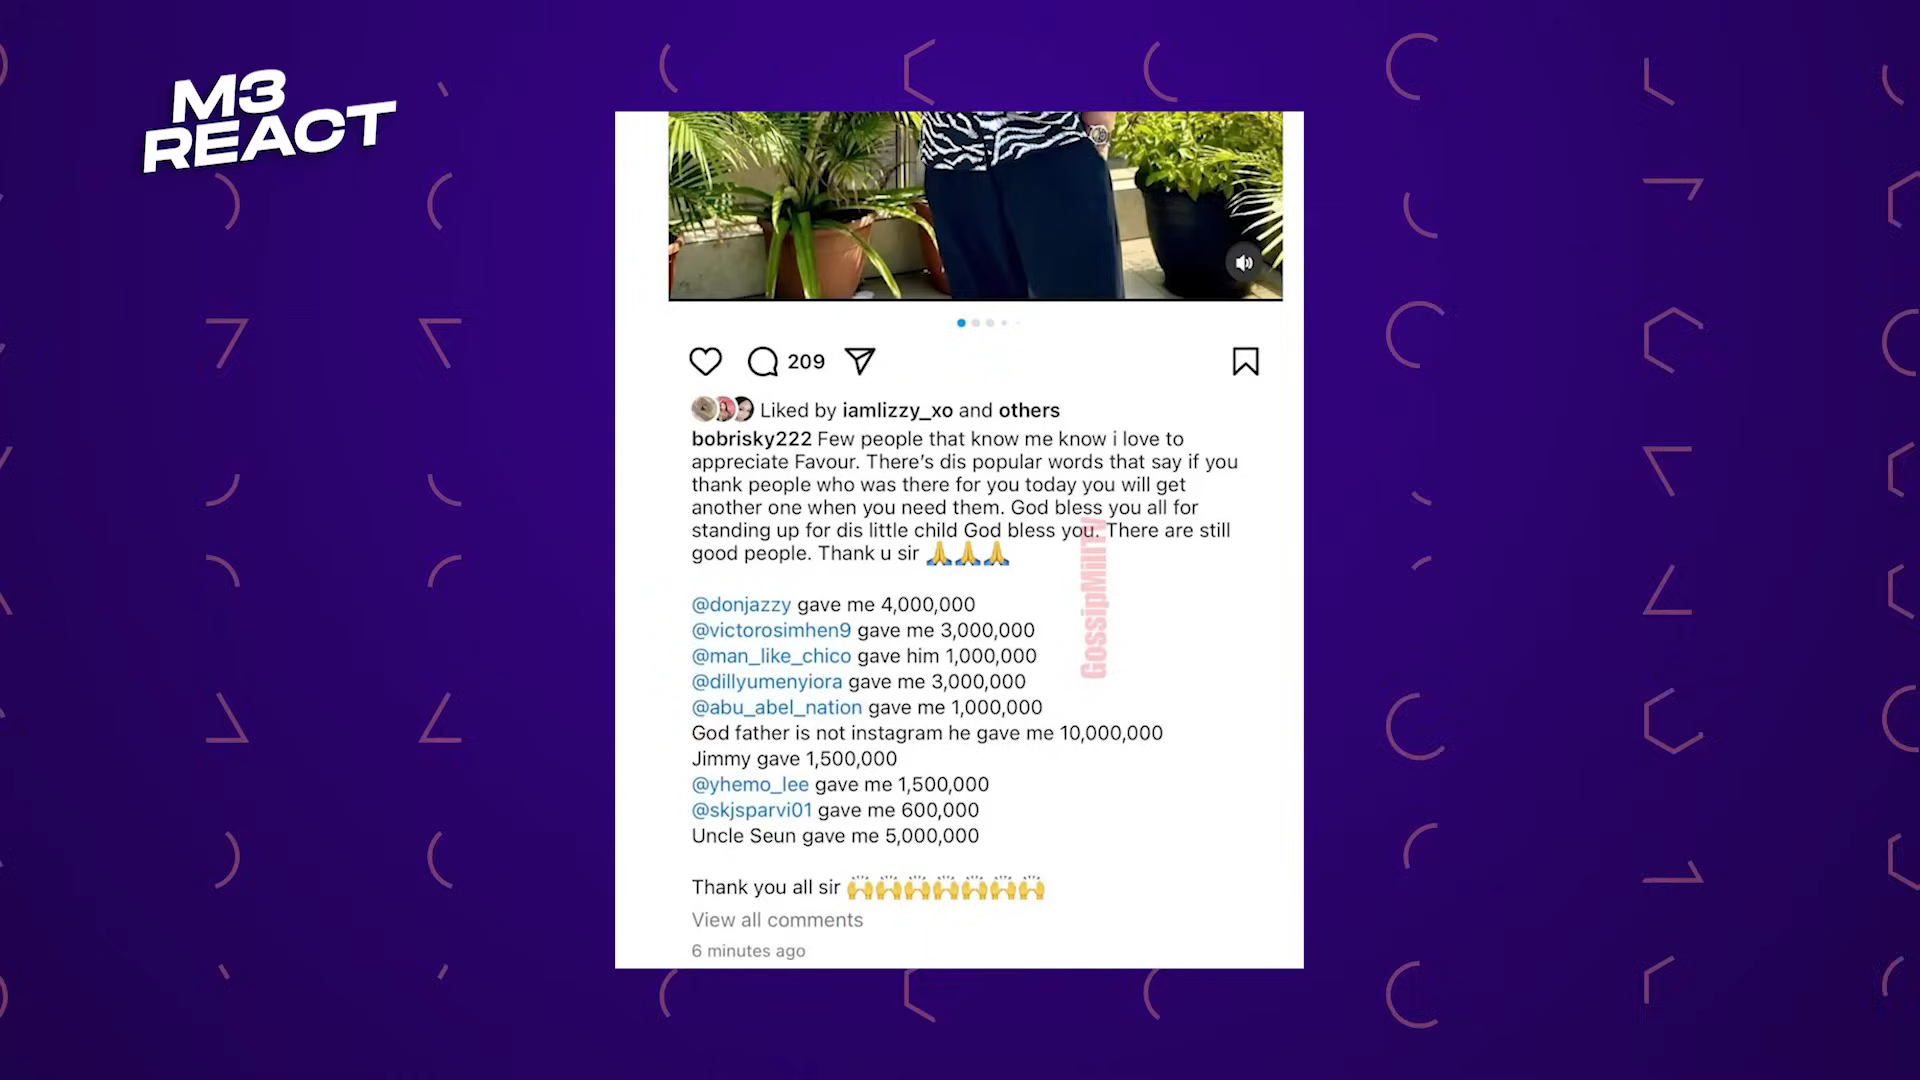 M3
REACT
209
Liked by iamlizzy_xo and others
bobrisky222 Few people that know me know i love to
appreciate Favour. There's dis popular words that say if you
thank people who was there for you today you will get
another one when you need them. God bless you all for
standing up for dis little child God bless you. There are still
good people. Thank u sir 🙏🙏🙏
@donjazzy gave me 4,000,000
@victorosimhen9 gave me 3,000,000
@man_like_chico gave him 1,000,000
@dillyumenyiora gave me 3,000,000
@abu_abel_nation gave me 1,000,000
God father is not instagram he gave me 10,000,000
Jimmy gave 1,500,000
@yhemo_lee gave me 1,500,000
@skjsparvi01 gave me 600,000
Uncle Seun gave me 5,000,000
Thank you all sir 🙌🙌🙌🙌🙌🙌🙌
View all comments
6 minutes ago
GossipMillTV